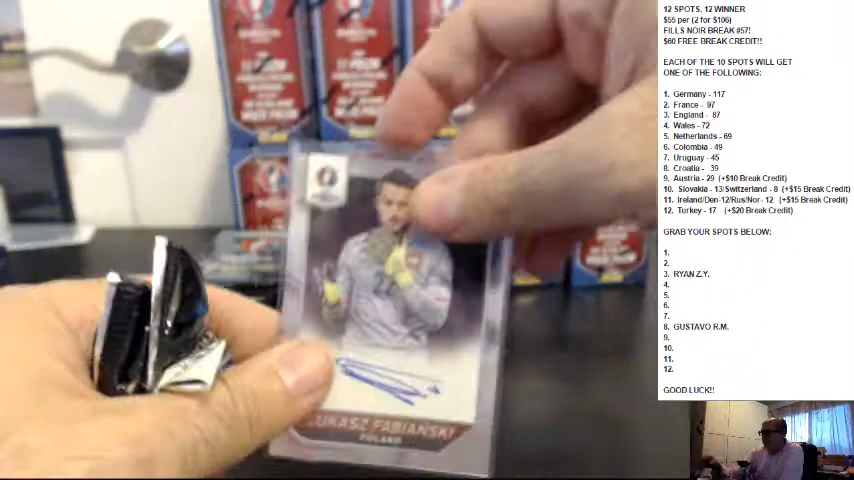 12 SPOTS, 12 WINNER
$55 per (2 for $106)
FILLS NOIR BREAK #57!
$60 FREE BREAK CREDIT!!
EACH OF THE 10 SPOTS WILL GET
ONE OF THE FOLLOWING:
1. Germany - 117
2. France - 97
3. England - 87
4. Wales - 72
5. Netherlands - 69
6. Colombia - 49
7. Uruguay - 45
8. Croatia - 39
9. Austria - 29 (+$10 Break Credit)
10. Slovakia - 13/Switzerland - 8 (+$15 Break Credit)
11. Ireland/Den-12/Rus/Nor- 12 (+$15 Break Credit)
12. Turkey - 17 (+$20 Break Credit)
GRAB YOUR SPOTS BELOW:
1.
2.
3. RYAN Z.Y.
4.
5.
6.
7.
8. GUSTAVO R.M.
9.
10.
11.
12.
GOOD LUCK!!
LUKASZ FABIANSKI
POLAND